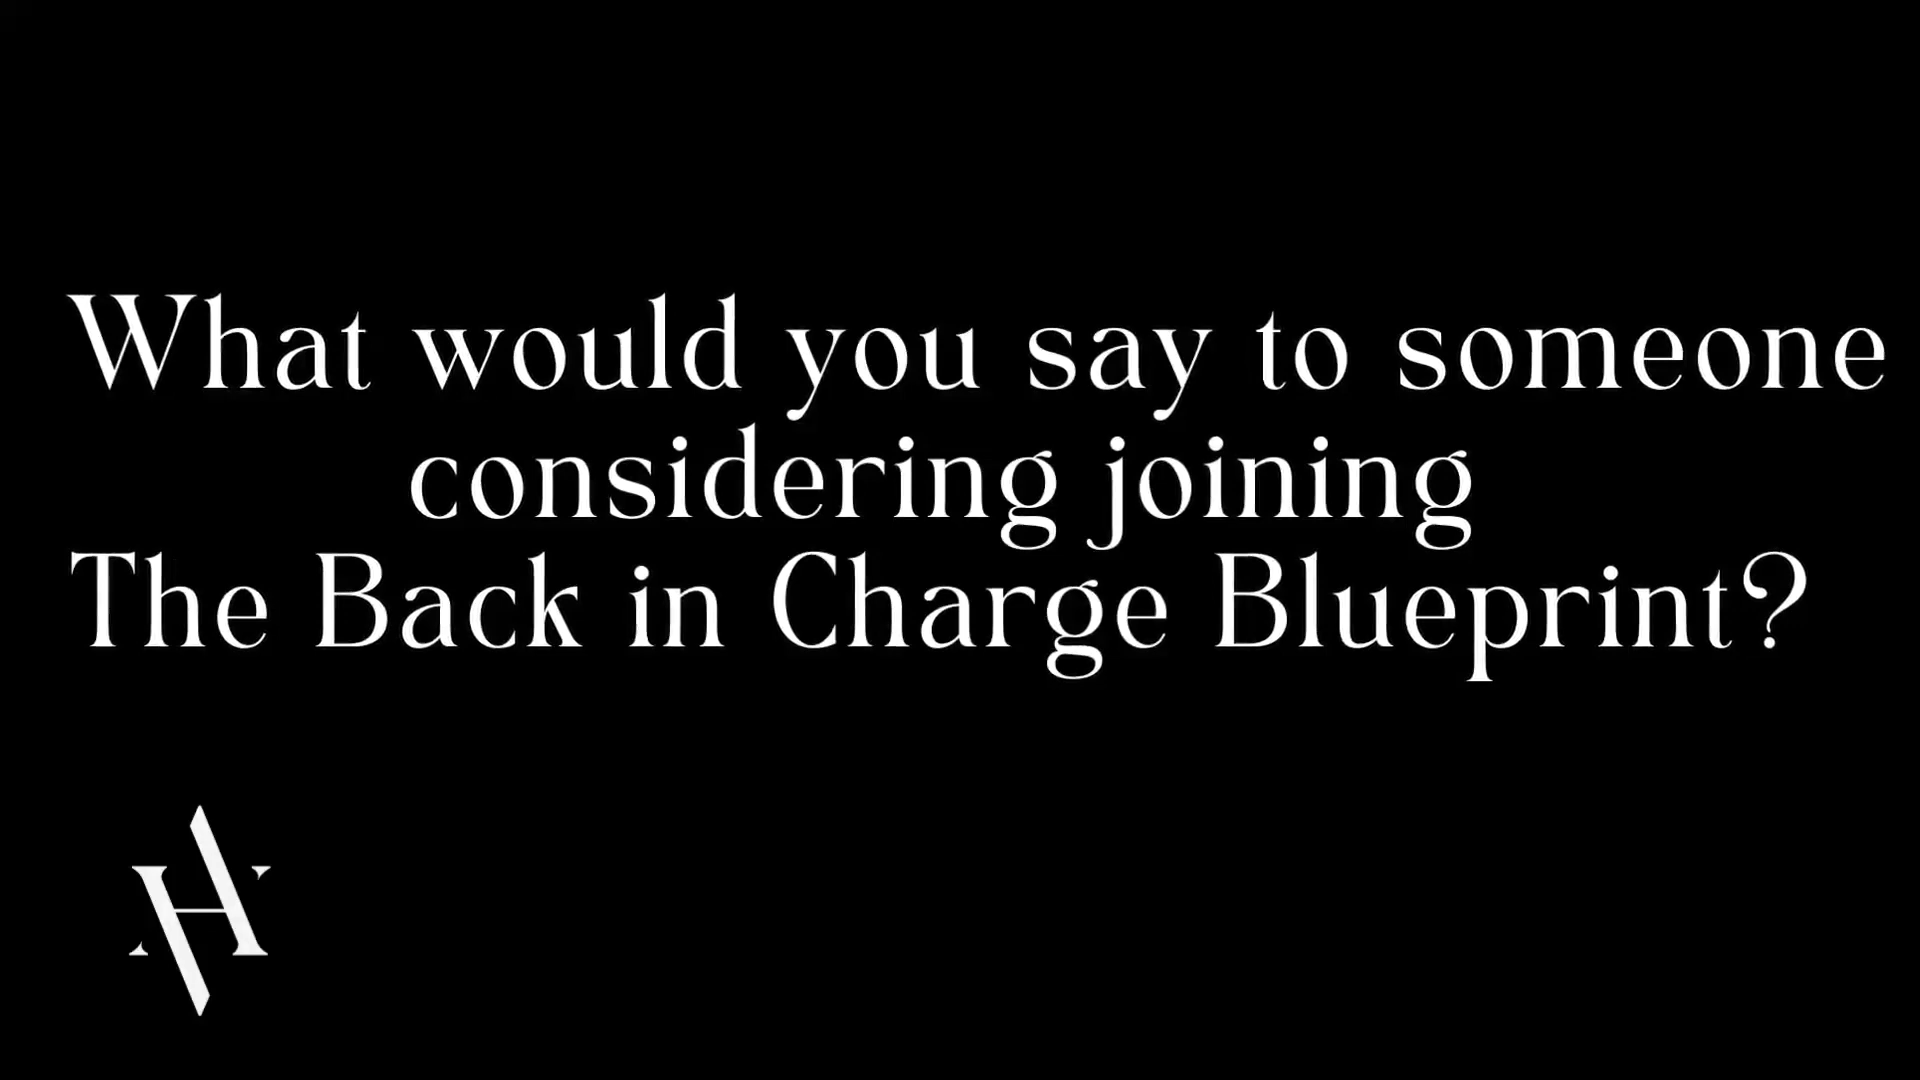 What would you say to someone
considering joining
The Back in Charge Blueprint?